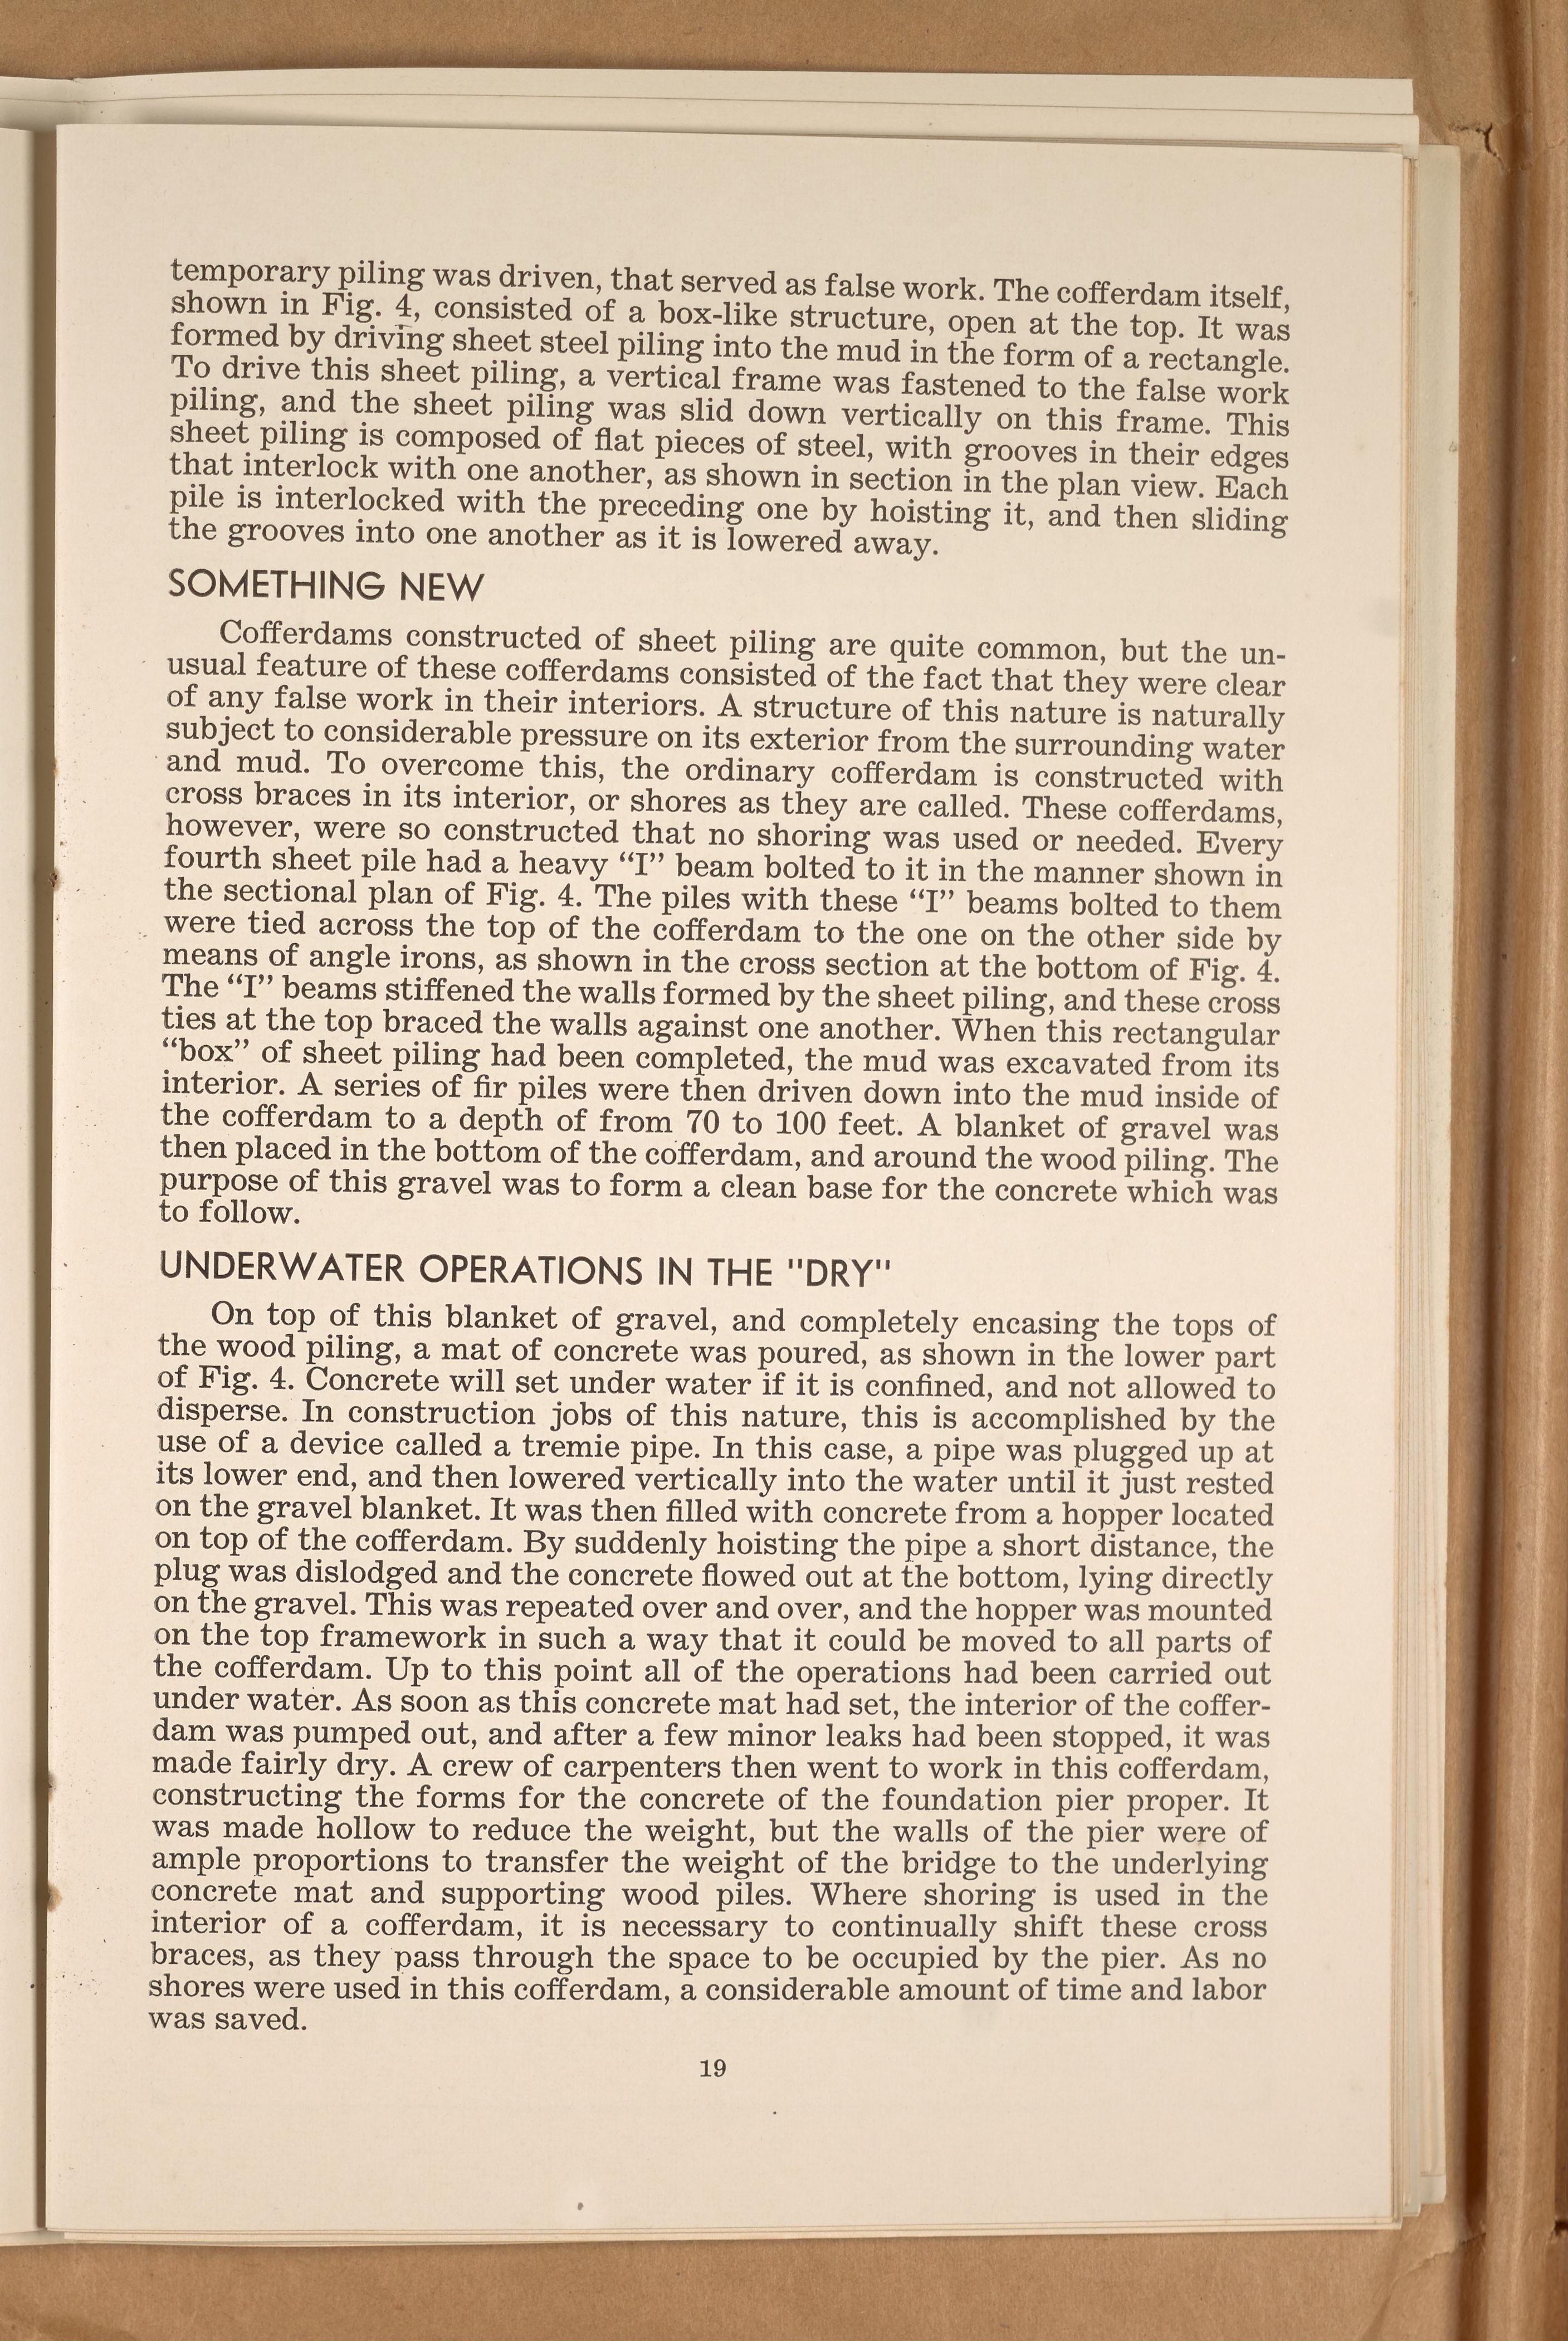 temporary piling was driven, that served as false work. The cofferdam itself,
shown in Fig. 4, consisted of a box-like structure, open at the top. It was
formed by driving sheet steel piling into the mud in the form of a rectangle.
To drive this sheet piling, a vertical frame was fastened to the false work
piling, and the sheet piling was slid down vertically on this frame. This
sheet piling is composed of flat pieces of steel, with grooves in their edges
that interlock with one another, as shown in section in the plan view. Each
pile is interlocked with the preceding one by hoisting it, and then sliding
the grooves into one another as it is lowered away.
SOMETHING NEW
Cofferdams constructed of sheet piling are quite common, but the un-
usual feature of these cofferdams consisted of the fact that they were clear
of any false work in their interiors. A structure of this nature is naturally
subject to considerable pressure on its exterior from the surrounding water
and mud. To overcome this, the ordinary cofferdam is constructed with
cross braces in its interior, or shores as they are called. These cofferdams,
however, were so constructed that no shoring was used or needed. Every
fourth sheet pile had a heavy “I” beam bolted to it in the manner shown in
the sectional plan of Fig. 4. The piles with these “I” beams bolted to them
were tied across the top of the cofferdam to the one on the other side by
means of angle irons, as shown in the cross section at the bottom of Fig. 4.
The “I” beams stiffened the walls formed by the sheet piling, and these cross
ties at the top braced the walls against one another. When this rectangular
“box” of sheet piling had been completed, the mud was excavated from its
interior. A series of fir piles were then driven down into the mud inside of
the cofferdam to a depth of from 70 to 100 feet. A blanket of gravel was
then placed in the bottom of the cofferdam, and around the wood piling. The
purpose of this gravel was to form a clean base for the concrete which was
to follow.
UNDERWATER OPERATIONS IN THE "DRY"
On top of this blanket of gravel, and completely encasing the tops of
the wood piling, a mat of concrete was poured, as shown in the lower part
of Fig. 4. Concrete will set under water if it is confined, and not allowed to
disperse. In construction jobs of this nature, this is accomplished by the
use of a device called a tremie pipe. In this case, a pipe was plugged up at
its lower end, and then lowered vertically into the water until it just rested
on the gravel blanket. It was then filled with concrete from a hopper located
on top of the cofferdam. By suddenly hoisting the pipe a short distance, the
plug was dislodged and the concrete flowed out at the bottom, lying directly
on the gravel. This was repeated over and over, and the hopper was mounted
on the top framework in such a way that it could be moved to all parts of
the cofferdam. Up to this point all of the operations had been carried out
under water. As soon as this concrete mat had set, the interior of the coffer-
dam was pumped out, and after a few minor leaks had been stopped, it was
made fairly dry. A crew of carpenters then went to work in this cofferdam,
constructing the forms for the concrete of the foundation pier proper. It
was made hollow to reduce the weight, but the walls of the pier were of
ample proportions to transfer the weight of the bridge to the underlying
concrete mat and supporting wood piles. Where shoring is used in the
interior of a cofferdam, it is necessary to continually shift these cross
braces, as they pass through the space to be occupied by the pier. As no
shores were used in this cofferdam, a considerable amount of time and labor
was saved.
19